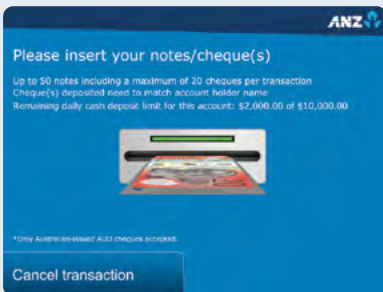 ANZ
Please insert your notes/cheque(s)
Up to 50 notes including a maximum of 20 cheques per transaction
Cheque(s) deposited need to match account holder name
Remaining daily cash deposit limit for this account: $2,000.00 of $10,000.00
*Only Australian-issued AUD cheques accepted.
Cancel transaction